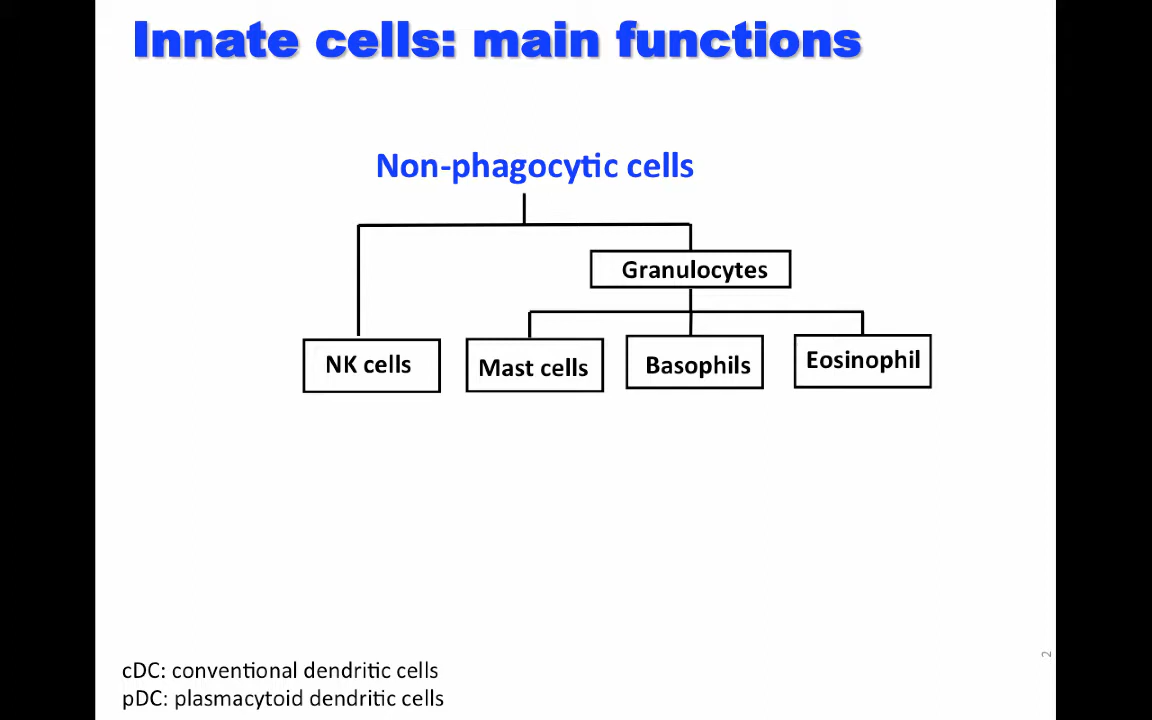 Innate cells: main functions
Non-phagocytic cells
Granulocytes
NK cells
Mast cells
Basophils
Eosinophil
cDC: conventional dendritic cells
pDC: plasmacytoid dendritic cells
2